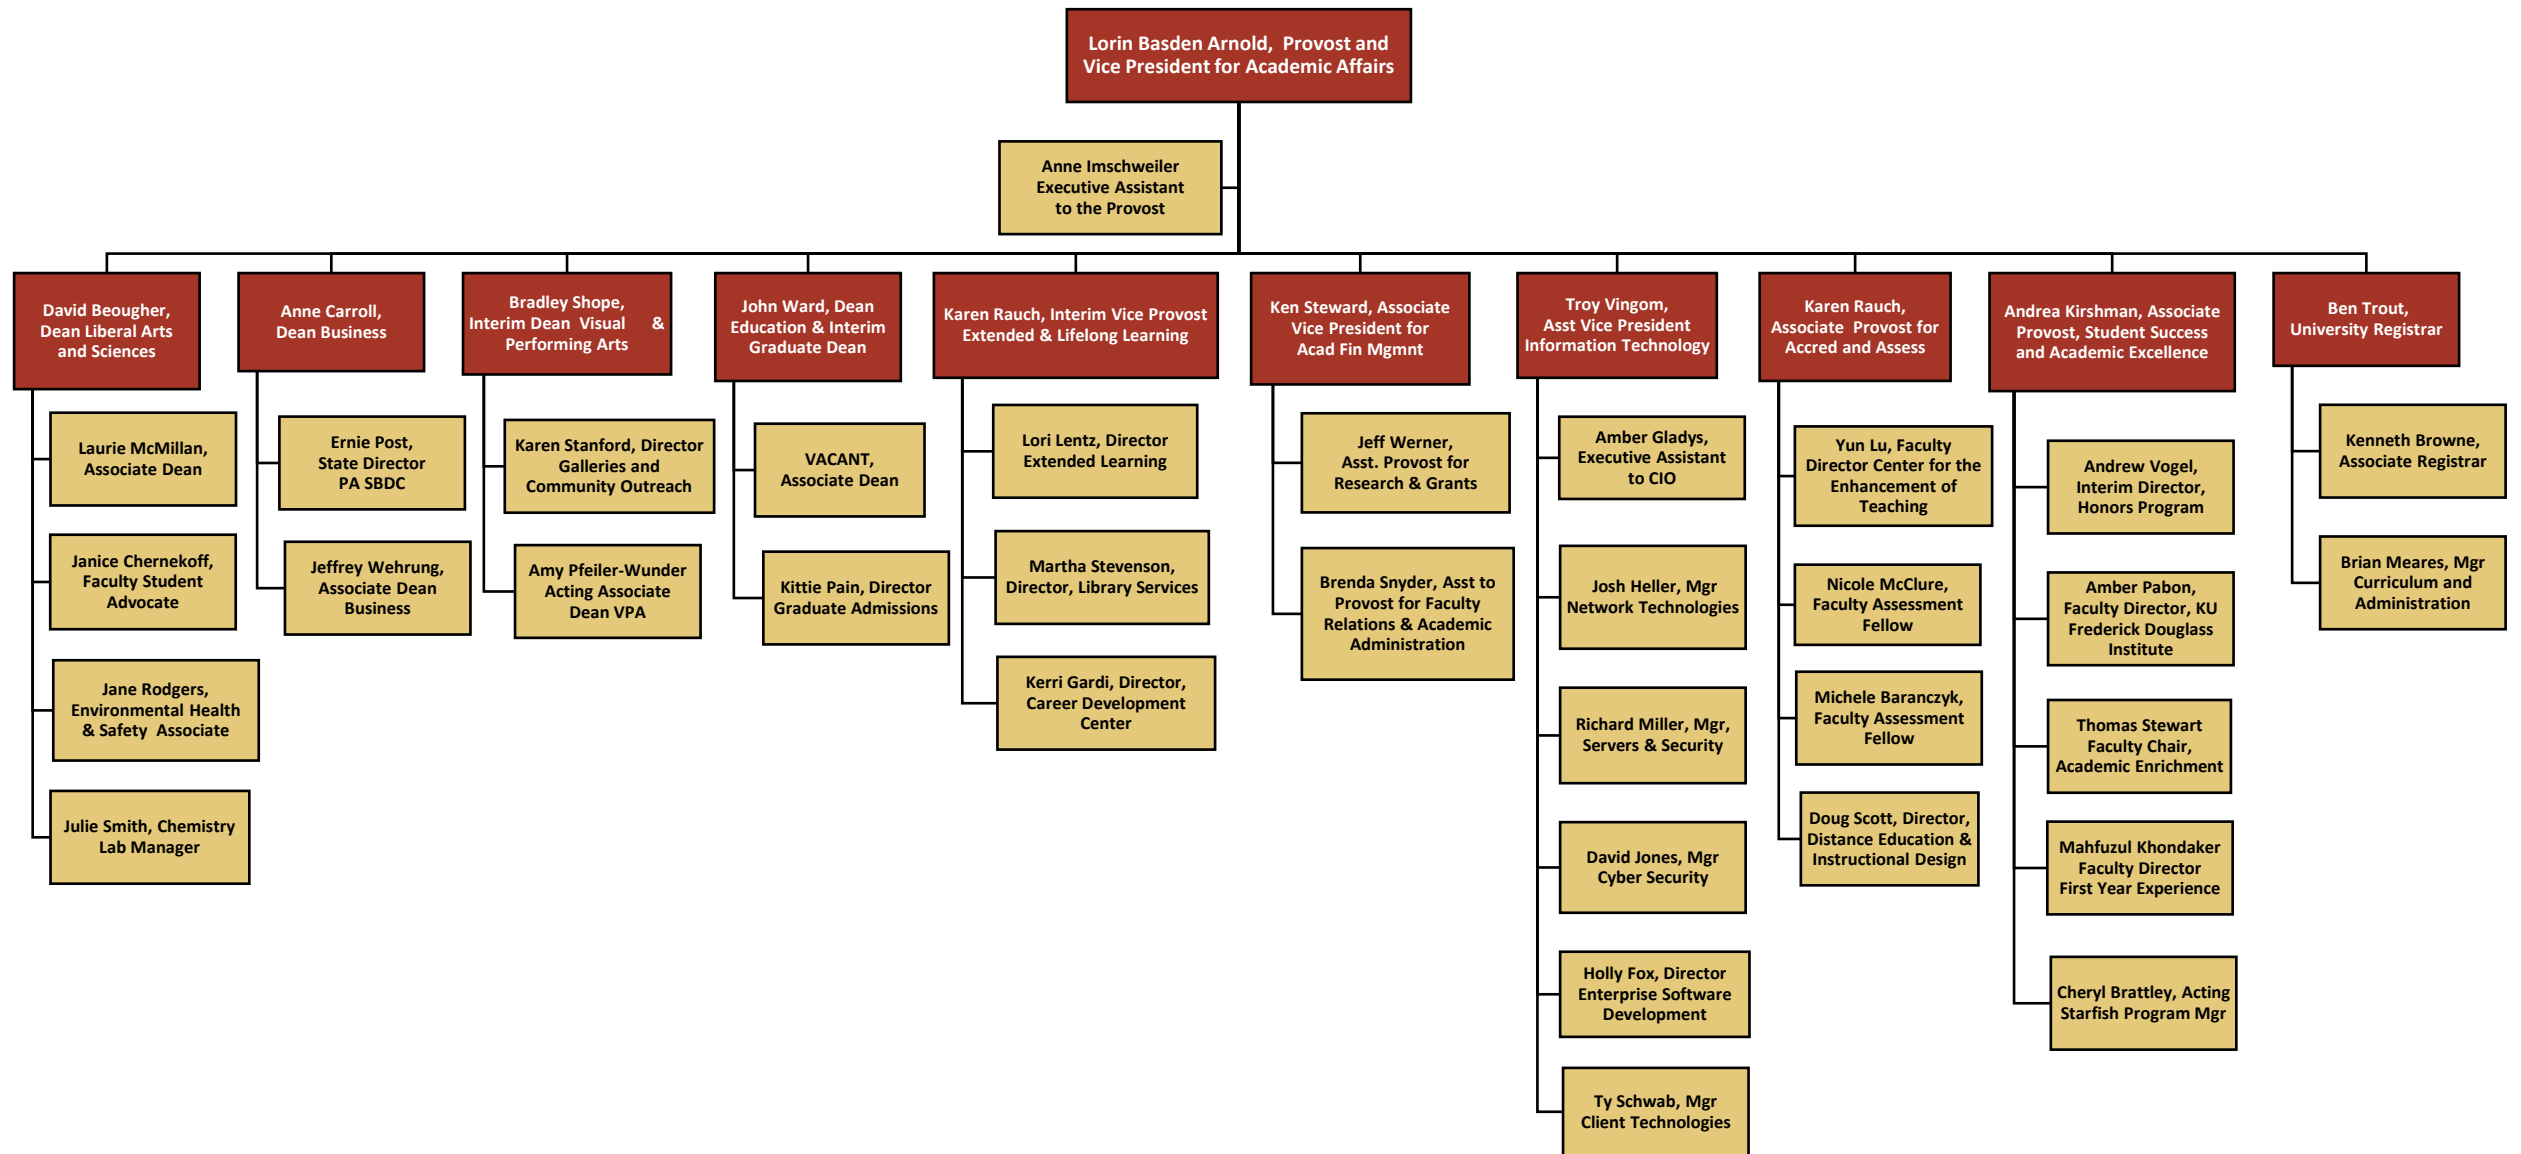 Lorin Basden Arnold, Provost and
Vice President for Academic Affairs
Anne Imschweiler
Executive Assistant
to the Provost
David Beougher,
Dean Liberal Arts
and Sciences
Anne Carroll,
Dean Business
Bradley Shope,
Interim Dean Visual &
Performing Arts
John Ward, Dean
Education & Interim
Graduate Dean
Karen Rauch, Interim Vice Provost
Extended & Lifelong Learning
Ken Steward, Associate
Vice President for
Acad Fin Mgmnt
Troy Vingom,
Asst Vice President
Information Technology
Karen Rauch,
Associate Provost for
Accred and Assess
Andrea Kirshman, Associate
Provost, Student Success
and Academic Excellence
Ben Trout,
University Registrar
Laurie McMillan,
Associate Dean
Janice Chernekoff,
Faculty Student
Advocate
Jane Rodgers,
Environmental Health
& Safety Associate
Julie Smith, Chemistry
Lab Manager
Ernie Post,
State Director
PA SBDC
Jeffrey Wehrung,
Associate Dean
Business
Karen Stanford, Director
Galleries and
Community Outreach
Amy Pfeiler-Wunder
Acting Associate
Dean VPA
VACANT,
Associate Dean
Kittie Pain, Director
Graduate Admissions
Lori Lentz, Director
Extended Learning
Martha Stevenson,
Director, Library Services
Kerri Gardi, Director,
Career Development
Center
Jeff Werner,
Asst. Provost for
Research & Grants
Brenda Snyder, Asst to
Provost for Faculty
Relations & Academic
Administration
Amber Gladys,
Executive Assistant
to CIO
Josh Heller, Mgr
Network Technologies
Richard Miller, Mgr,
Servers & Security
David Jones, Mgr
Cyber Security
Holly Fox, Director
Enterprise Software
Development
Ty Schwab, Mgr
Client Technologies
Yun Lu, Faculty
Director Center for the
Enhancement of
Teaching
Nicole McClure,
Faculty Assessment
Fellow
Michele Baranczyk,
Faculty Assessment
Fellow
Doug Scott, Director,
Distance Education &
Instructional Design
Andrew Vogel,
Interim Director,
Honors Program
Amber Pabon,
Faculty Director, KU
Frederick Douglass
Institute
Thomas Stewart
Faculty Chair,
Academic Enrichment
Mahfuzul Khondaker
Faculty Director
First Year Experience
Cheryl Brattley, Acting
Starfish Program Mgr
Kenneth Browne,
Associate Registrar
Brian Meares, Mgr
Curriculum and
Administration